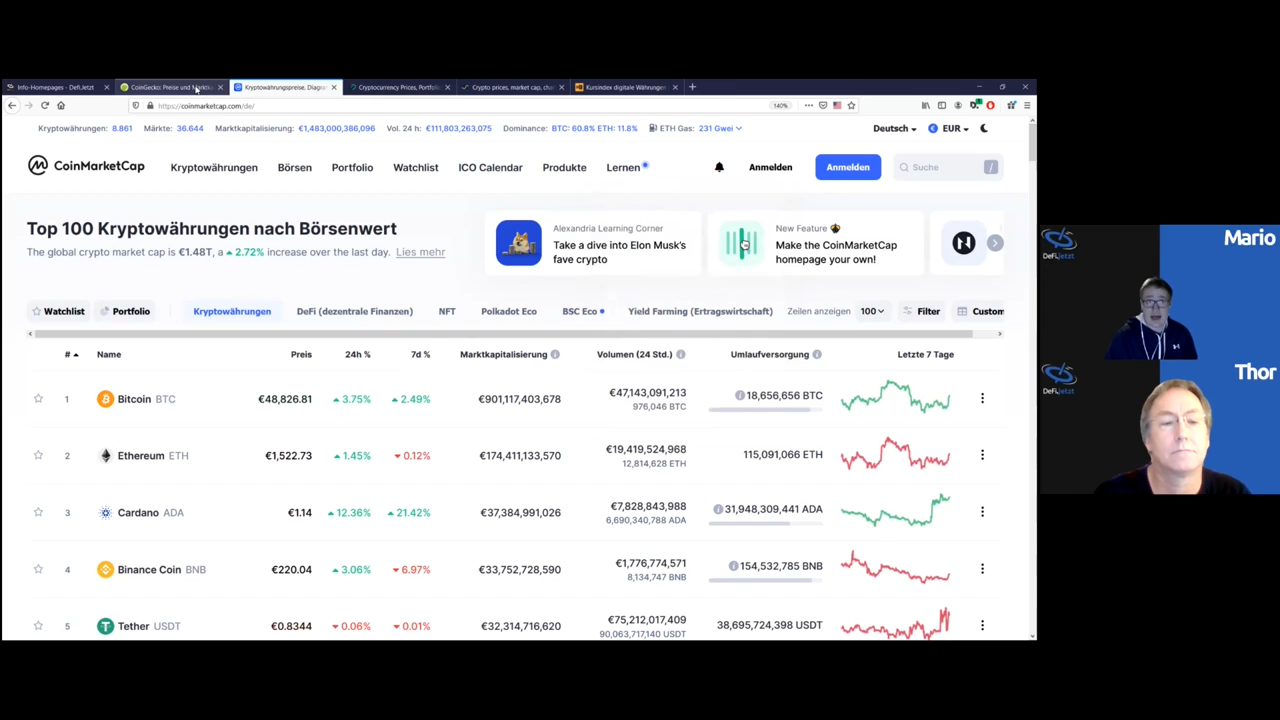 Info-Homepages - DefiJetzt
CoinGecko: Preise und Marktka
Kryptowährungspreise, Diagra
Cryptocurrency Prices, Portfoli
Crypto prices, market cap, ch
Kursindex digitale Währungen
https://coinmarketcap.com/de/
140%
Kryptowährungen: 8.861 Märkte: 36.644 Marktkapitalisierung: €1,483,000,386,096 Vol. 24 h: €111,803,263,075 Dominance: BTC: 60.8% ETH: 11.8% ETH Gas: 231 Gwei Deutsch EUR
CoinMarketCap Kryptowährungen Börsen Portfolio Watchlist ICO Calendar Produkte Lernen Anmelden Anmelden Suche /
Top 100 Kryptowährungen nach Börsenwert
The global crypto market cap is €1.48T, a 2.72% increase over the last day. Lies mehr
Alexandria Learning Corner
Take a dive into Elon Musk's
fave crypto
New Feature
Make the CoinMarketCap
homepage your own!
Watchlist Portfolio Kryptowährungen DeFi (dezentrale Finanzen) NFT Polkadot Eco BSC Eco Yield Farming (Ertragswirtschaft) Zeilen anzeigen 100 Filter Custom
# Name Preis 24h % 7d % Marktkapitalisierung Volumen (24 Std.) Umlaufversorgung Letzte 7 Tage
1 Bitcoin BTC €48,826.81 3.75% 2.49% €901,117,403,678 €47,143,091,213 18,656,656 BTC
976,046 BTC
2 Ethereum ETH €1,522.73 1.45% 0.12% €174,411,133,570 €19,419,524,968 115,091,066 ETH
12,814,628 ETH
3 Cardano ADA €1.14 12.36% 21.42% €37,384,991,026 €7,828,843,988 31,948,309,441 ADA
6,690,340,788 ADA
4 Binance Coin BNB €220.04 3.06% 6.97% €33,752,728,590 €1,776,774,571 154,532,785 BNB
8,134,747 BNB
5 Tether USDT €0.8344 0.06% 0.01% €32,314,716,620 €75,212,017,409 38,695,724,398 USDT
90,063,717,140 USDT
Mario
DeFi.jetzt
Thor
DeFi.jetzt